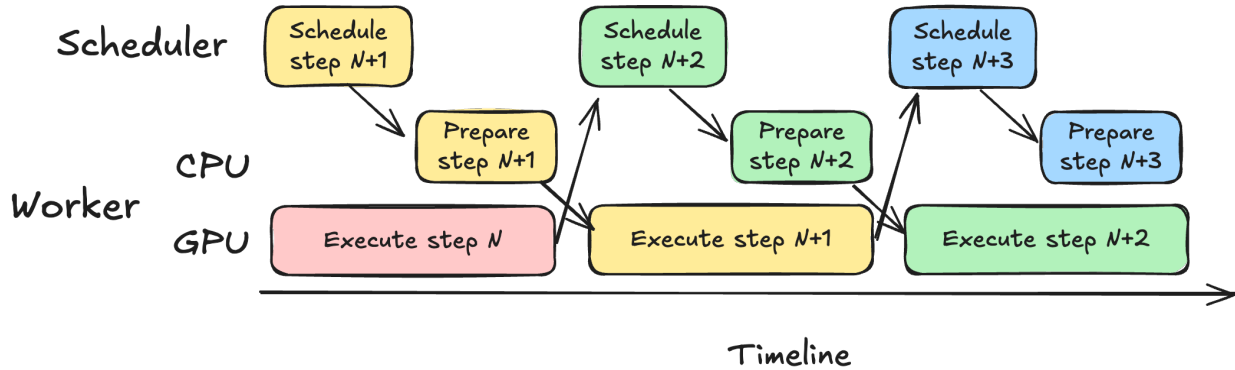 Scheduler
Schedule
step N+1
Schedule
step N+2
Schedule
step N+3
Prepare
step N+1
Prepare
step N+2
Prepare
step N+3
CPU
Worker
GPU
Execute step N
Execute step N+1
Execute step N+2
Timeline